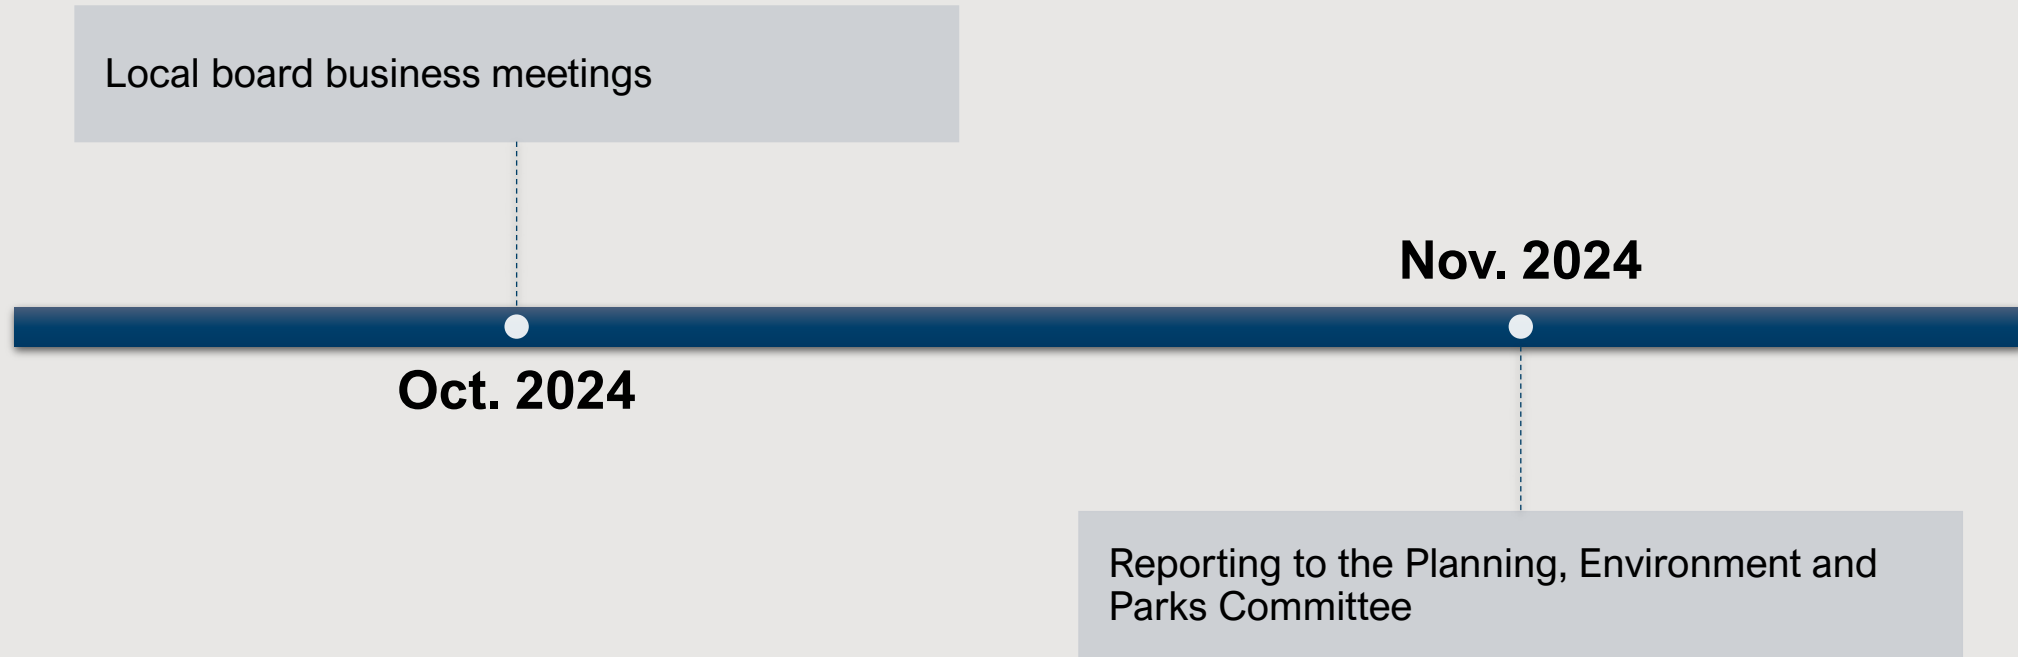 Local board business meetings
Nov. 2024
Oct. 2024
Reporting to the Planning, Environment and
Parks Committee